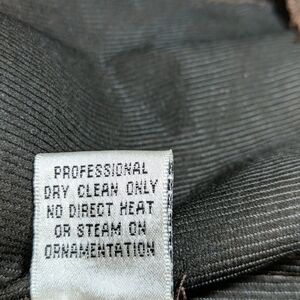 PROFESSIONAL
DRY CLEAN ONLY
NO DIRECT HEAT
OR STEAM ON
ORNAMENTATION